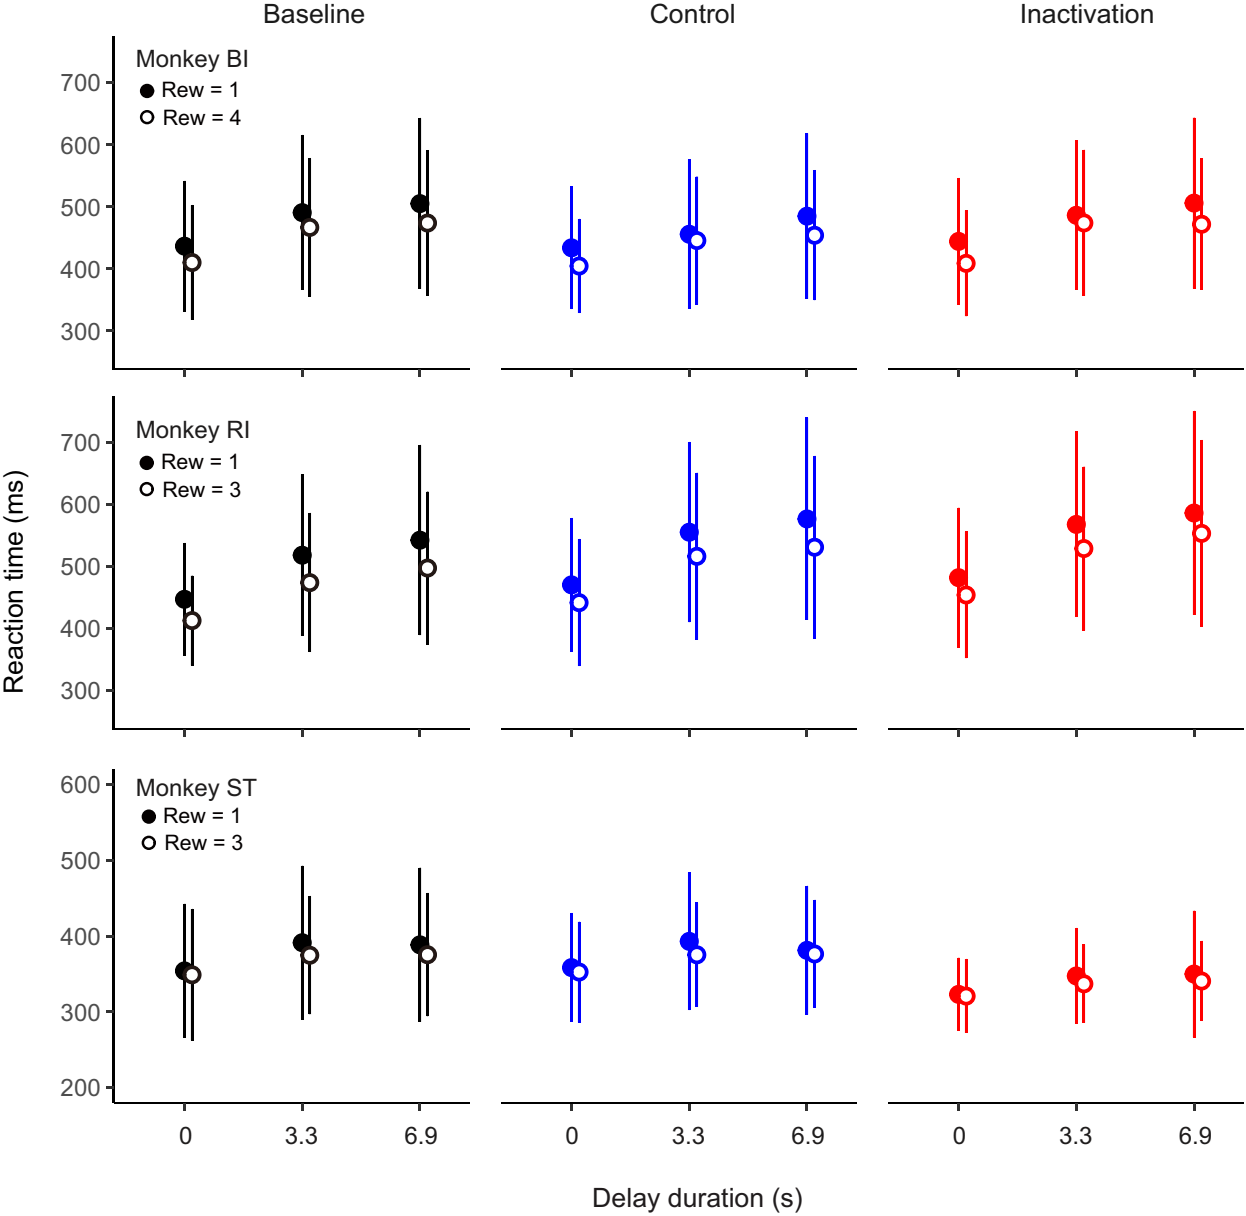 Baseline Control Inactivation
Monkey BI
Rew = 1
Rew = 4
700
600
500
400
300
Monkey RI
Rew = 1
Rew = 3
700
600
500
400
300
Reaction time (ms)
Monkey ST
Rew = 1
Rew = 3
600
500
400
300
200
0 3.3 6.9 0 3.3 6.9 0 3.3 6.9
Delay duration (s)